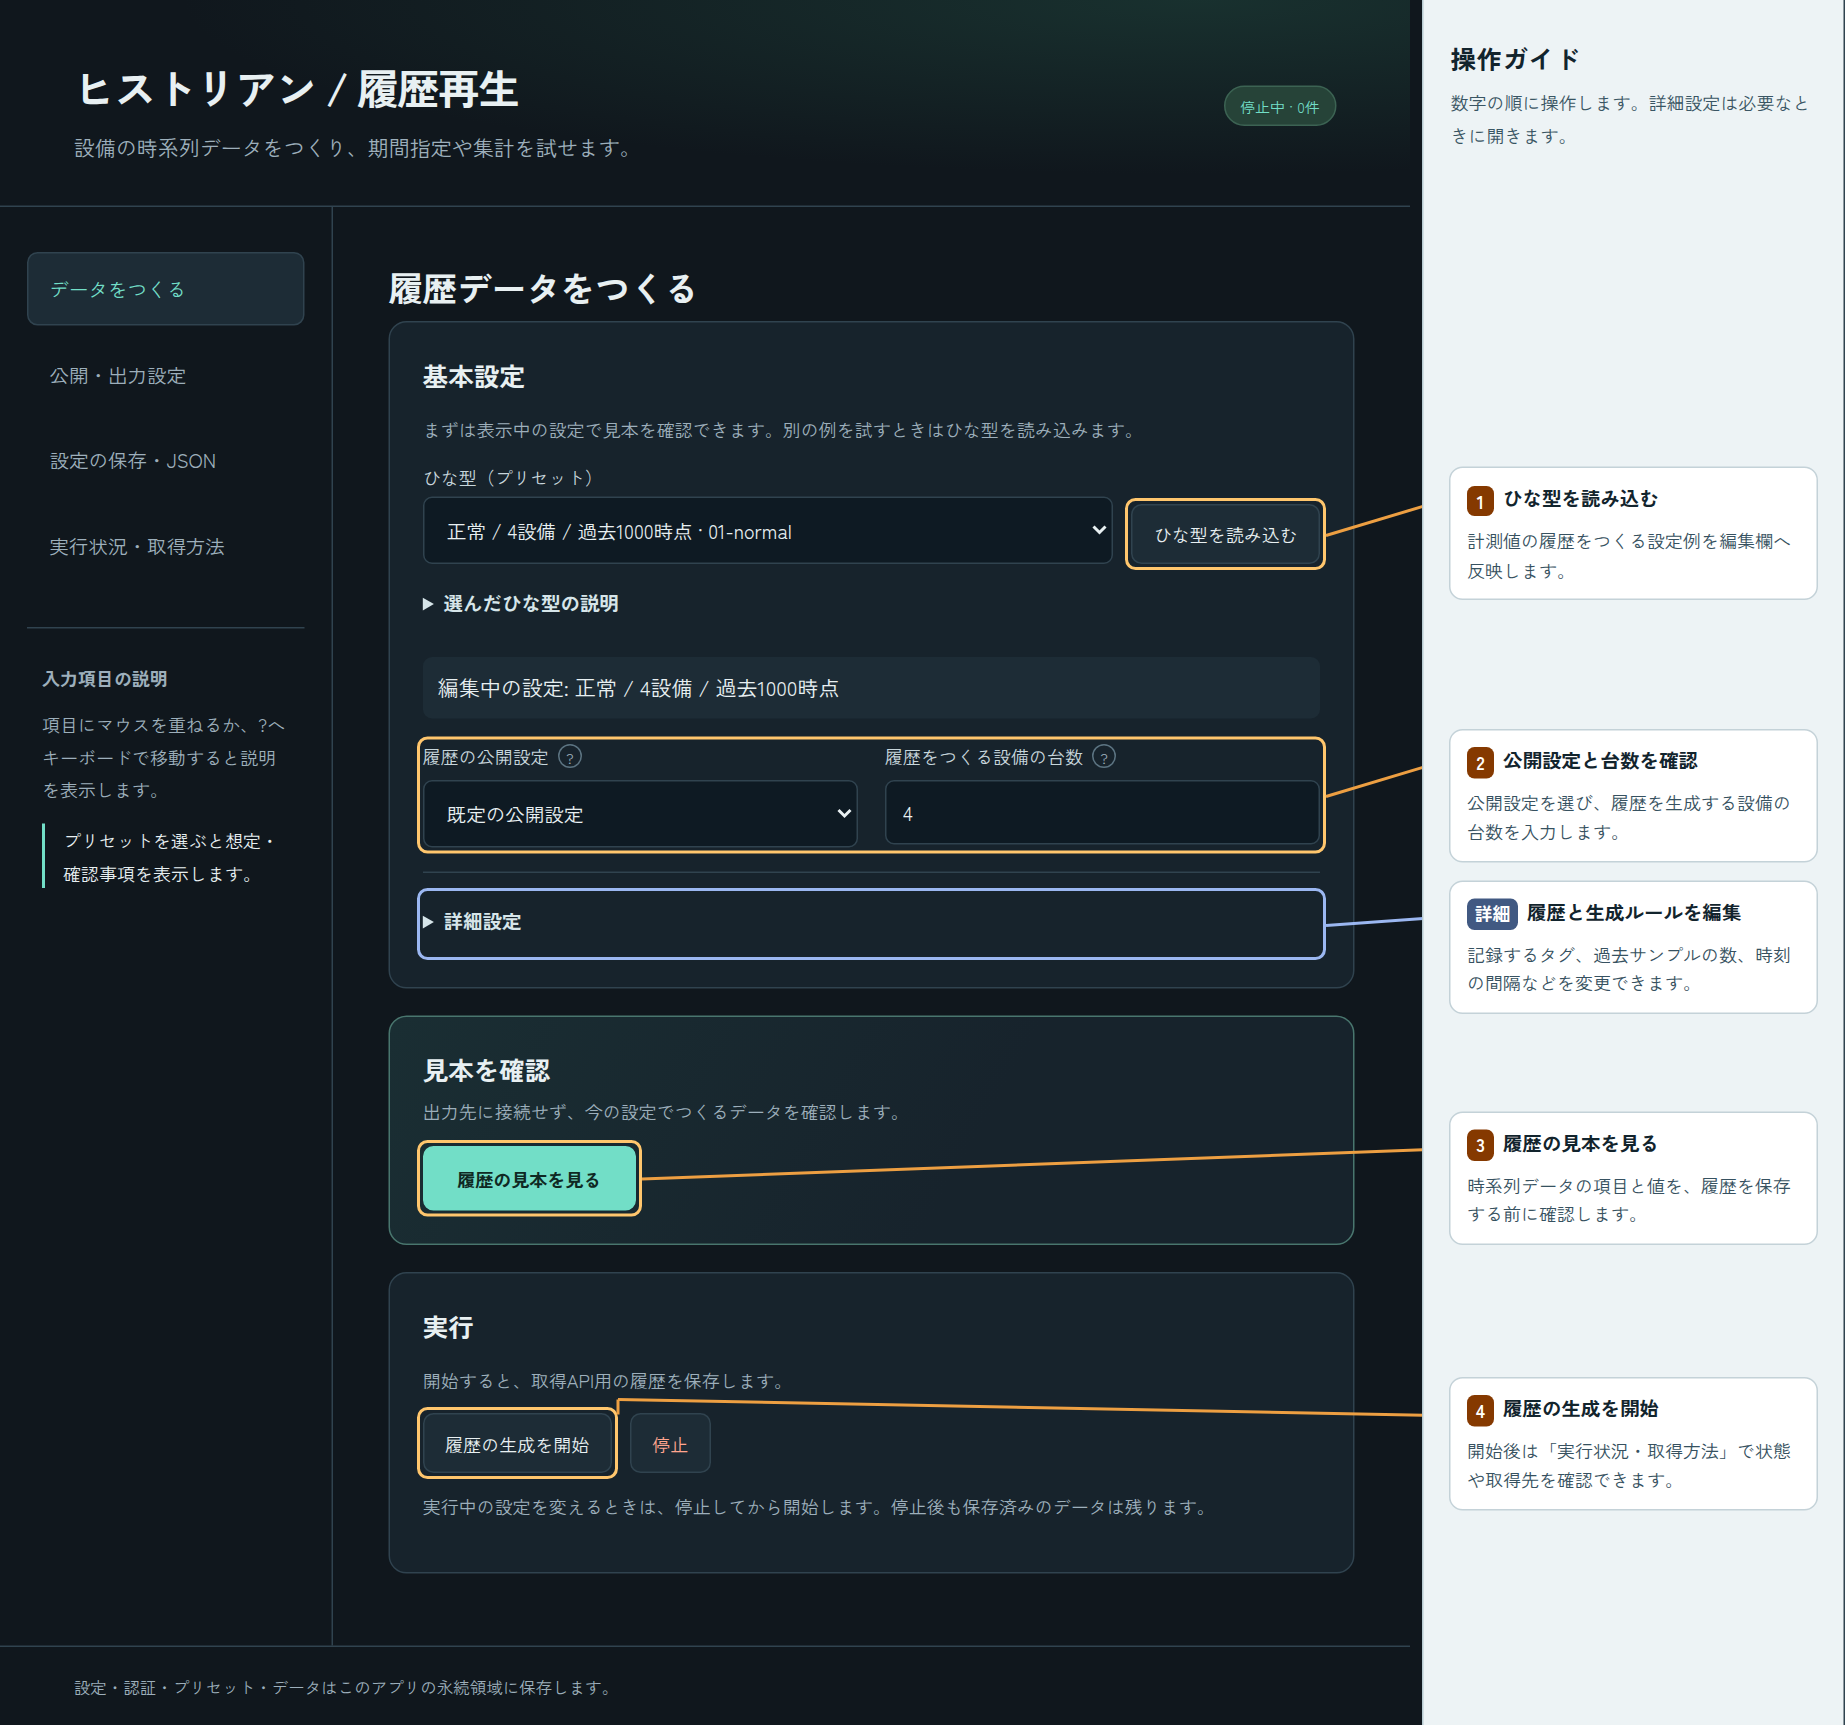 ヒストリアン / 履歴再生
設備の時系列データをつくり、期間指定や集計を試せます。
停止中 · 0件
データをつくる
公開・出力設定
設定の保存・JSON
実行状況・取得方法
入力項目の説明
項目にマウスを重ねるか、?へ
キーボードで移動すると説明
を表示します。
プリセットを選ぶと想定・
確認事項を表示します。
履歴データをつくる
基本設定
まずは表示中の設定で見本を確認できます。別の例を試すときはひな型を読み込みます。
ひな型（プリセット）
正常 / 4設備 / 過去1000時点 · 01-normal
ひな型を読み込む
▶ 選んだひな型の説明
編集中の設定: 正常 / 4設備 / 過去1000時点
履歴の公開設定 ?
履歴をつくる設備の台数 ?
既定の公開設定
4
▶ 詳細設定
見本を確認
出力先に接続せず、今の設定でつくるデータを確認します。
履歴の見本を見る
実行
開始すると、取得API用の履歴を保存します。
履歴の生成を開始
停止
実行中の設定を変えるときは、停止してから開始します。停止後も保存済みのデータは残ります。
設定・認証・プリセット・データはこのアプリの永続領域に保存します。
操作ガイド
数字の順に操作します。詳細設定は必要なと
きに開きます。
1 ひな型を読み込む
計測値の履歴をつくる設定例を編集欄へ
反映します。
2 公開設定と台数を確認
公開設定を選び、履歴を生成する設備の
台数を入力します。
詳細 履歴と生成ルールを編集
記録するタグ、過去サンプルの数、時刻
の間隔などを変更できます。
3 履歴の見本を見る
時系列データの項目と値を、履歴を保存
する前に確認します。
4 履歴の生成を開始
開始後は「実行状況・取得方法」で状態
や取得先を確認できます。